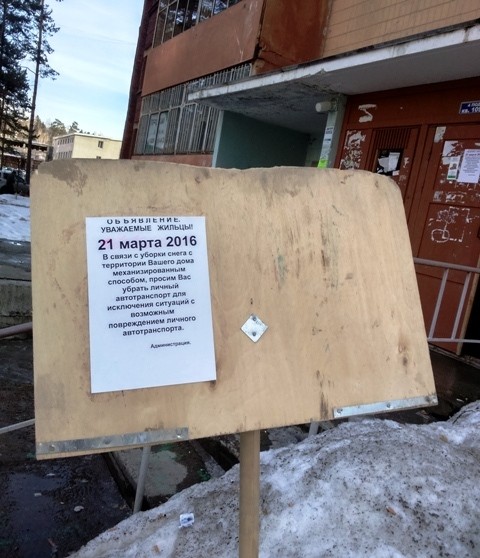 ОБЪЯВЛЕНИЕ.
УВАЖАЕМЫЕ ЖИЛЬЦЫ!
21 марта 2016
В связи с уборки снега с
территории Вашего дома
механизированным
способом, просим Вас
убрать личный
автотранспорт для
исключения ситуаций с
возможным
повреждением личного
автотранспорта.
Администрация.